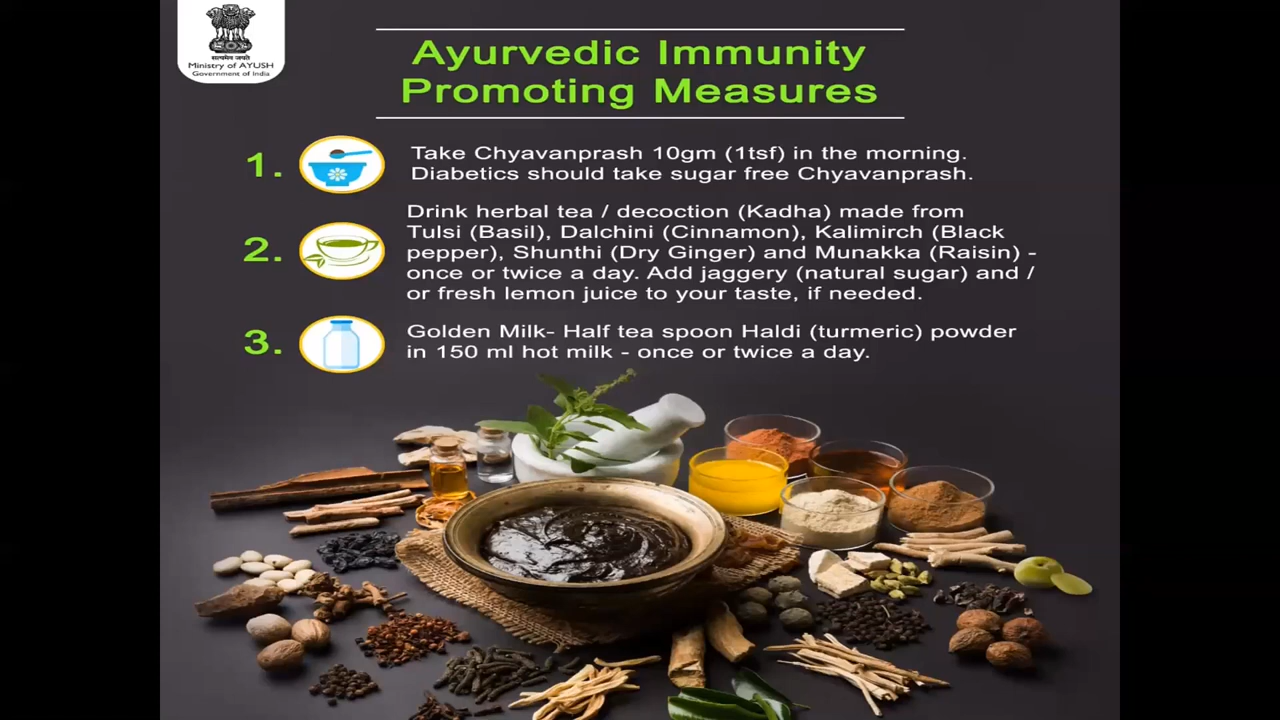 सत्यमेव जयते
Ministry of AYUSH
Government of India
Ayurvedic Immunity
Promoting Measures
1.
Take Chyavanprash 10gm (1tsf) in the morning.
Diabetics should take sugar free Chyavanprash.
2.
Drink herbal tea / decoction (Kadha) made from
Tulsi (Basil), Dalchini (Cinnamon), Kalimirch (Black
pepper), Shunthi (Dry Ginger) and Munakka (Raisin) -
once or twice a day. Add jaggery (natural sugar) and /
or fresh lemon juice to your taste, if needed.
3.
Golden Milk- Half tea spoon Haldi (turmeric) powder
in 150 ml hot milk - once or twice a day.